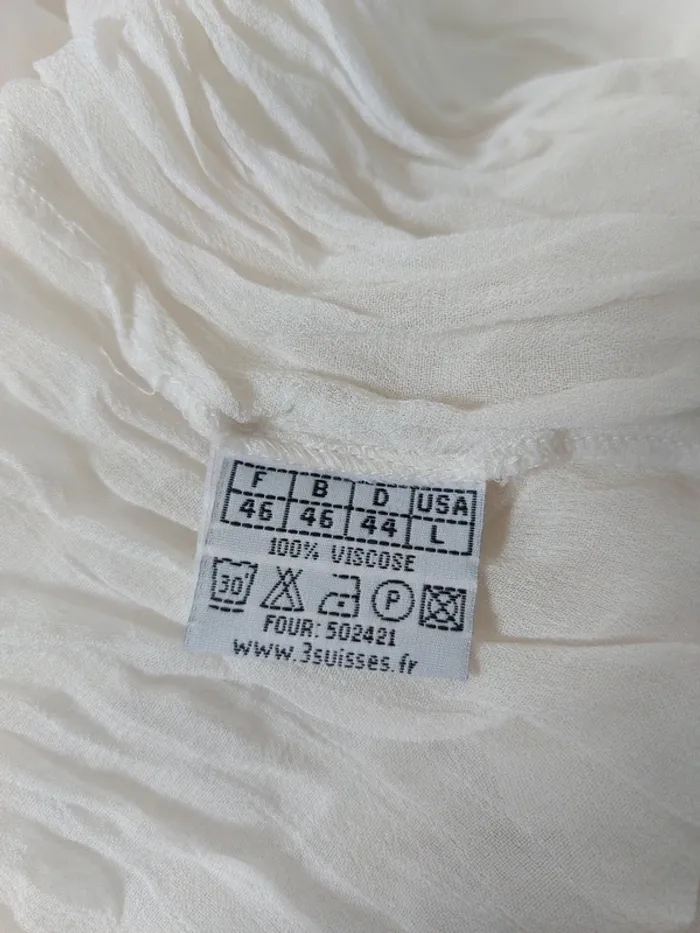 F B D USA
46 46 44 L
100% VISCOSE
30° P
FOUR: 502421
www.3suisses.fr